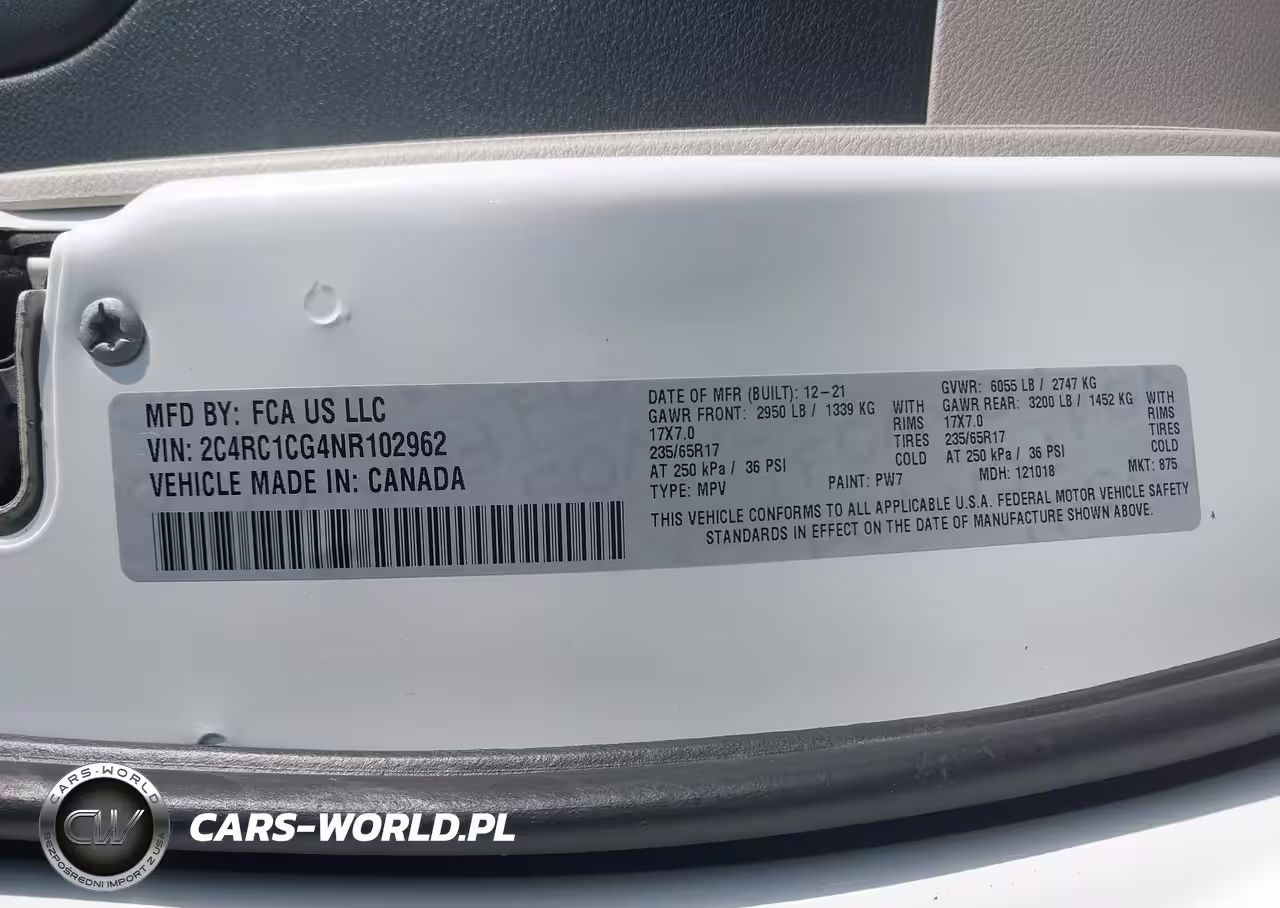 MFD BY: FCA US LLC
VIN: 2C4RC1CG4NR102962
VEHICLE MADE IN: CANADA
DATE OF MFR (BUILT): 12-21
GAWR FRONT: 2950 LB / 1339 KG WITH
17X7.0 RIMS
235/65R17 TIRES
AT 250 kPa / 36 PSI COLD
TYPE: MPV
GVWR: 6055 LB / 2747 KG
GAWR REAR: 3200 LB / 1452 KG WITH
17X7.0 RIMS
235/65R17 TIRES
AT 250 kPa / 36 PSI COLD
PAINT: PW7 MDH: 121018 MKT: 875
THIS VEHICLE CONFORMS TO ALL APPLICABLE U.S.A. FEDERAL MOTOR VEHICLE SAFETY
STANDARDS IN EFFECT ON THE DATE OF MANUFACTURE SHOWN ABOVE.
CARS-WORLD
CW
BEZPOŚREDNI IMPORT Z USA
CARS-WORLD.PL